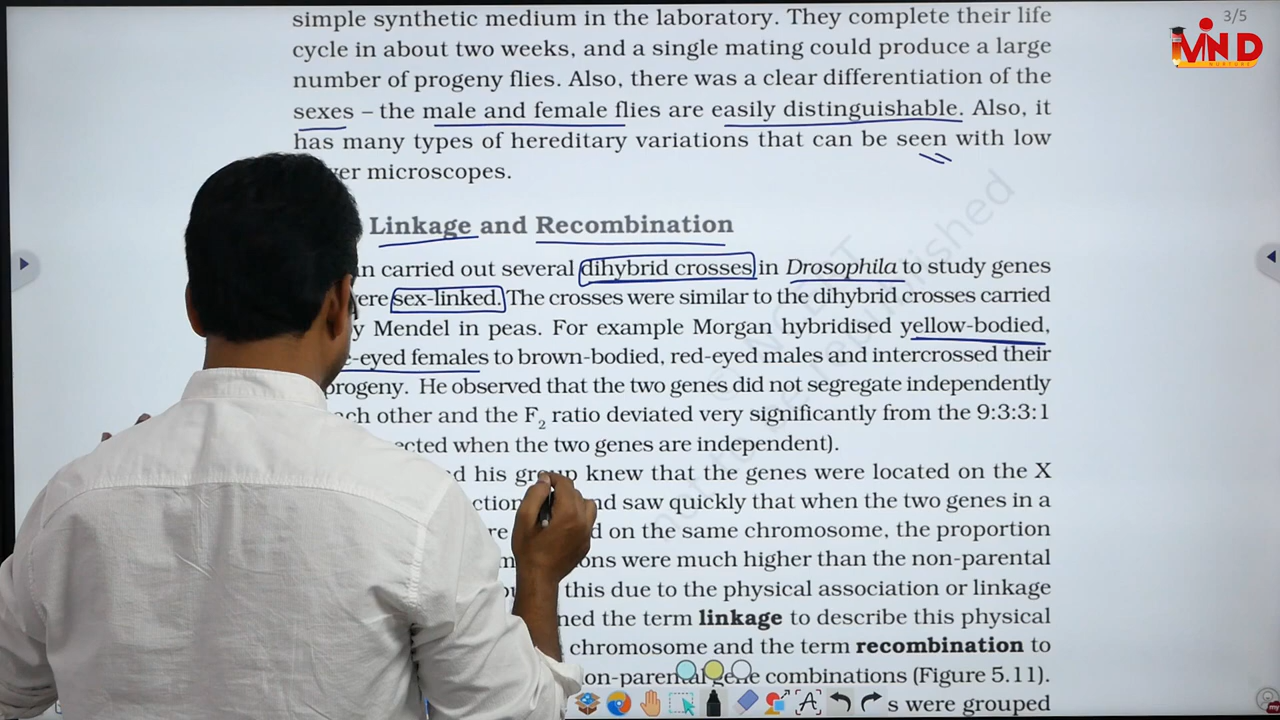 3/5
MIND
NURTURE
simple synthetic medium in the laboratory. They complete their life
cycle in about two weeks, and a single mating could produce a large
number of progeny flies. Also, there was a clear differentiation of the
sexes – the male and female flies are easily distinguishable. Also, it
has many types of hereditary variations that can be seen with low
microscopes.
Linkage and Recombination
carried out several dihybrid crosses in Drosophila to study genes
sex-linked. The crosses were similar to the dihybrid crosses carried
Mendel in peas. For example Morgan hybridised yellow-bodied,
-eyed females to brown-bodied, red-eyed males and intercrossed their
progeny. He observed that the two genes did not segregate independently
other and the F2 ratio deviated very significantly from the 9:3:3:1
when the two genes are independent).
his group knew that the genes were located on the X
saw quickly that when the two genes in a
on the same chromosome, the proportion
were much higher than the non-parental
this due to the physical association or linkage
the term linkage to describe this physical
chromosome and the term recombination to
gene combinations (Figure 5.11).
were grouped